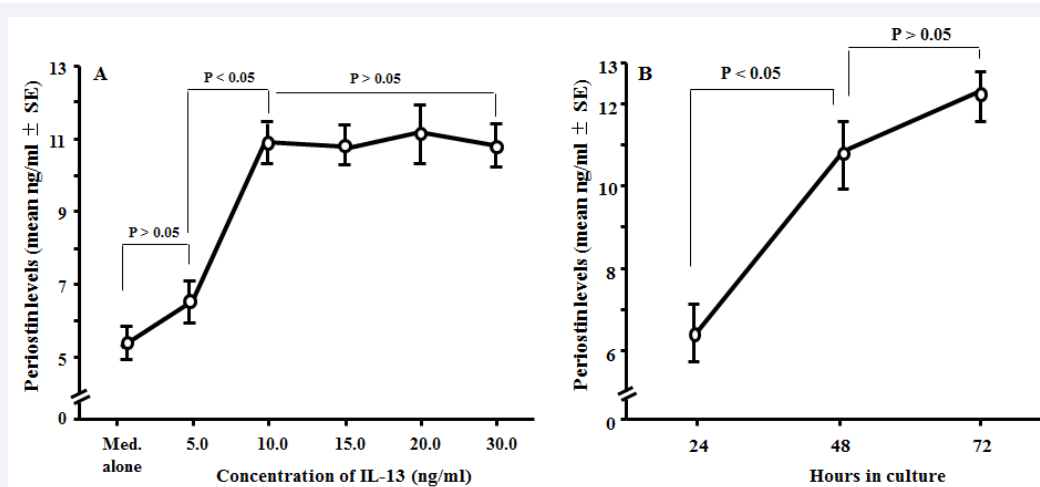 A
Periostin levels (mean ng/ml ± SE)
13
11
9
7
5
0
P > 0.05
P < 0.05
P > 0.05
Med.
alone
5.0
10.0
15.0
20.0
30.0
Concentration of IL-13 (ng/ml)
B
Periostin levels (mean ng/ml ± SE)
13
12
10
8
6
0
P < 0.05
P > 0.05
24
48
72
Hours in culture